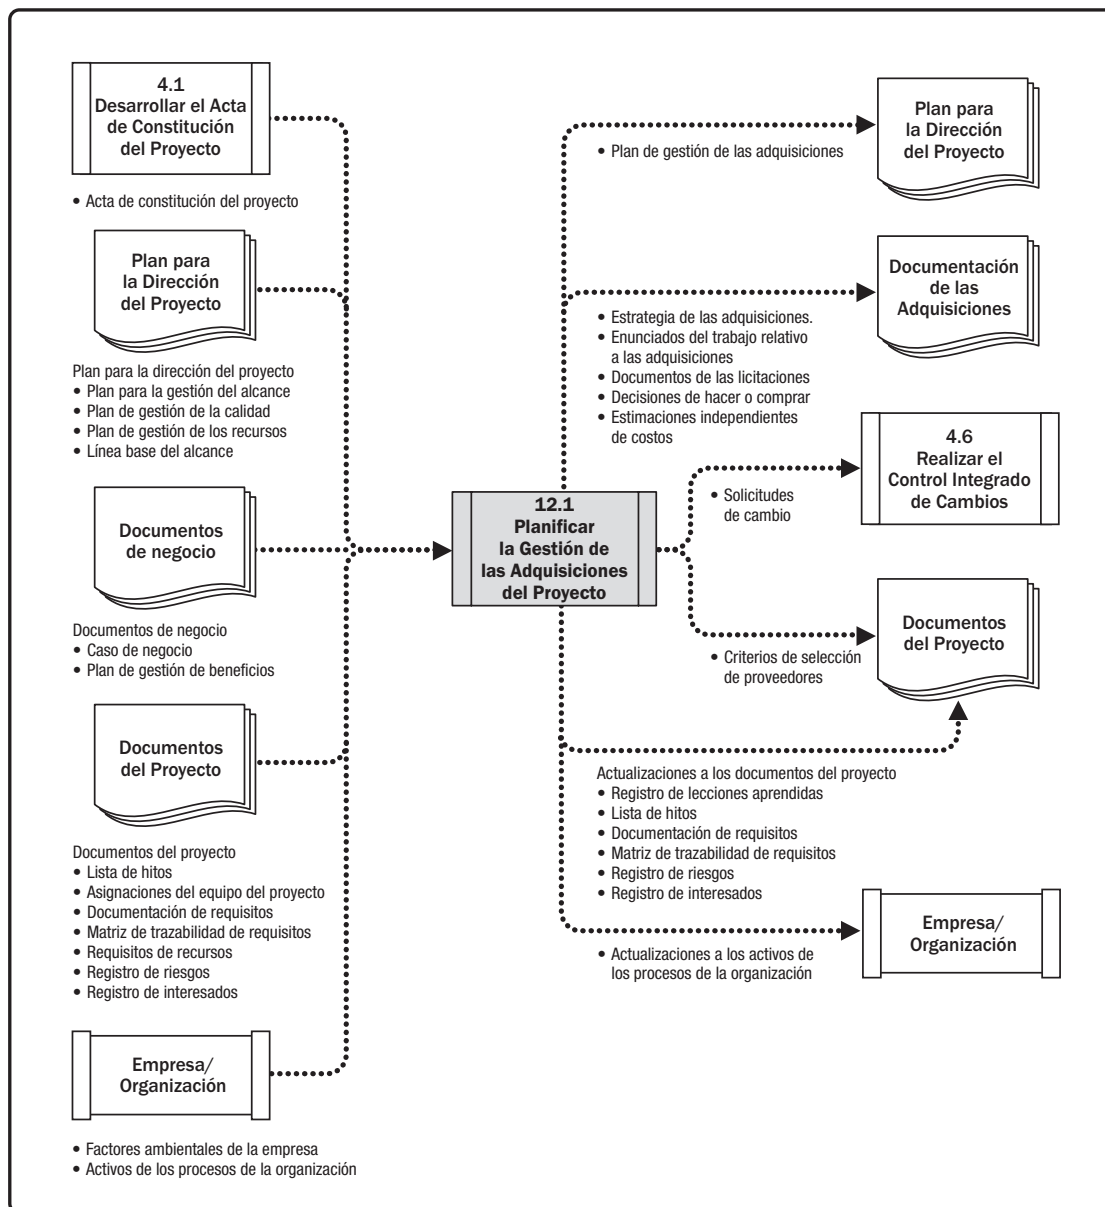 4.1
Desarrollar el Acta
de Constitución
del Proyecto
• Acta de constitución del proyecto
Plan para
la Dirección
del Proyecto
Plan para la dirección del proyecto
• Plan para la gestión del alcance
• Plan de gestión de la calidad
• Plan de gestión de los recursos
• Línea base del alcance
Documentos
de negocio
Documentos de negocio
• Caso de negocio
• Plan de gestión de beneficios
Documentos
del Proyecto
Documentos del proyecto
• Lista de hitos
• Asignaciones del equipo del proyecto
• Documentación de requisitos
• Matriz de trazabilidad de requisitos
• Requisitos de recursos
• Registro de riesgos
• Registro de interesados
Empresa/
Organización
• Factores ambientales de la empresa
• Activos de los procesos de la organización
12.1
Planificar
la Gestión de
las Adquisiciones
del Proyecto
• Plan de gestión de las adquisiciones
Plan para
la Dirección
del Proyecto
• Estrategia de las adquisiciones.
• Enunciados del trabajo relativo
a las adquisiciones
• Documentos de las licitaciones
• Decisiones de hacer o comprar
• Estimaciones independientes
de costos
Documentación
de las
Adquisiciones
• Solicitudes
de cambio
4.6
Realizar el
Control Integrado
de Cambios
• Criterios de selección
de proveedores
Documentos
del Proyecto
Actualizaciones a los documentos del proyecto
• Registro de lecciones aprendidas
• Lista de hitos
• Documentación de requisitos
• Matriz de trazabilidad de requisitos
• Registro de riesgos
• Registro de interesados
• Actualizaciones a los activos de
los procesos de la organización
Empresa/
Organización